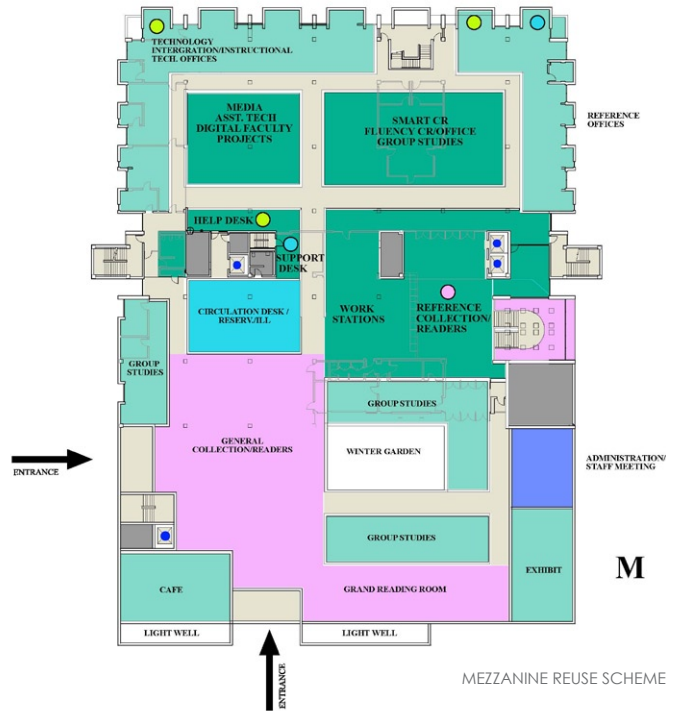 TECHNOLOGY
INTERGRATION/INSTRUCTIONAL
TECH. OFFICES
MEDIA
ASST. TECH
DIGITAL FACULTY
PROJECTS
SMART CR
FLUENCY CR/OFFICE
GROUP STUDIES
REFERENCE
OFFICES
HELP DESK
SUPPORT
DESK
CIRCULATION DESK /
RESERV./ILL
WORK
STATIONS
REFERENCE
COLLECTION/
READERS
GROUP
STUDIES
GROUP STUDIES
GENERAL
COLLECTION/READERS
WINTER GARDEN
ENTRANCE
ADMINISTRATION/
STAFF MEETING
GROUP STUDIES
EXHIBIT
M
CAFE
GRAND READING ROOM
LIGHT WELL
LIGHT WELL
ENTRANCE
MEZZANINE REUSE SCHEME